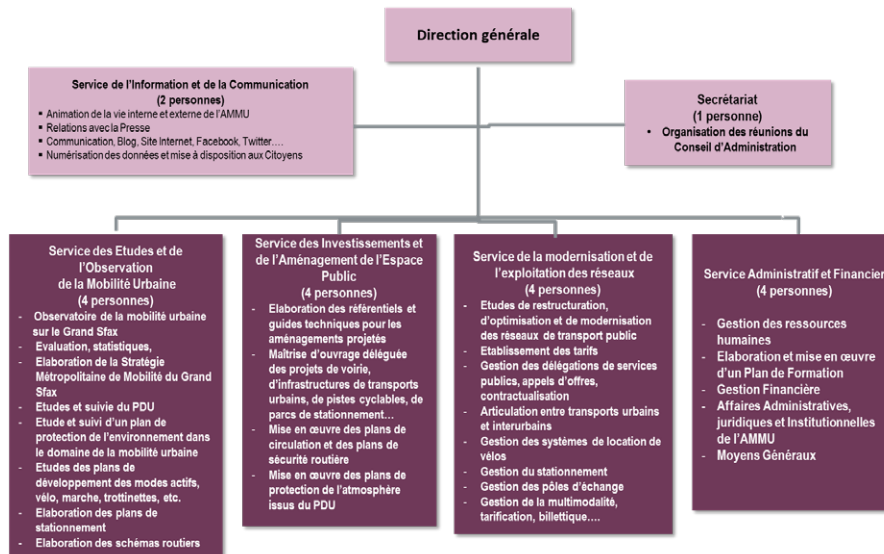 Direction générale
Service de l'Information et de la Communication
(2 personnes)
▪ Animation de la vie interne et externe de l'AMMU
▪ Relations avec la Presse
▪ Communication, Blog, Site Internet, Facebook, Twitter….
▪ Numérisation des données et mise à disposition aux Citoyens
Secrétariat
(1 personne)
• Organisation des réunions du
Conseil d'Administration
Service des Etudes et de
l'Observation
de la Mobilité Urbaine
(4 personnes)
- Observatoire de la mobilité urbaine
sur le Grand Sfax
- Evaluation, statistiques,
- Elaboration de la Stratégie
Métropolitaine de Mobilité du Grand
Sfax
- Etudes et suivie du PDU
- Etude et suivi d'un plan de
protection de l'environnement dans
le domaine de la mobilité urbaine
- Etudes des plans de
développement des modes actifs,
vélo, marche, trottinettes, etc.
- Elaboration des plans de
stationnement
- Elaboration des schémas routiers
Service des Investissements et
de l'Aménagement de l'Espace
Public
(4 personnes)
- Elaboration des référentiels et
guides techniques pour les
aménagements projetés
- Maîtrise d'ouvrage déléguée
des projets de voirie,
d'infrastructures de transports
urbains, de pistes cyclables, de
parcs de stationnement…
- Mise en œuvre des plans de
circulation et des plans de
sécurité routière
- Mise en œuvre des plans de
protection de l'atmosphère
issus du PDU
Service de la modernisation et de
l'exploitation des réseaux
(4 personnes)
- Etudes de restructuration,
d'optimisation et de modernisation
des réseaux de transport public
- Etablissement des tarifs
- Gestion des délégations de services
publics, appels d'offres,
contractualisation
- Articulation entre transports urbains
et interurbains
- Gestion des systèmes de location de
vélos
- Gestion du stationnement
- Gestion des pôles d'échange
- Gestion de la multimodalité,
tarification, billettique….
Service Administratif et Financier
(4 personnes)
- Gestion des ressources
humaines
- Elaboration et mise en œuvre
d'un Plan de Formation
- Gestion Financière
- Affaires Administratives,
juridiques et Institutionnelles
de l'AMMU
- Moyens Généraux